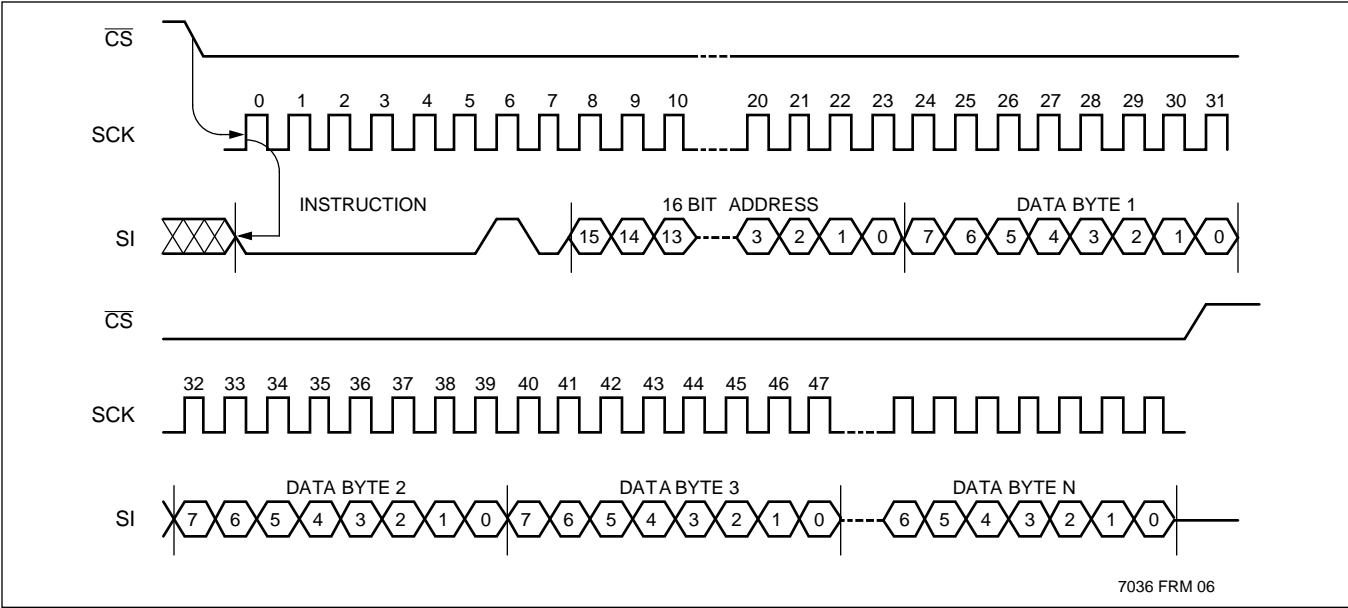 CS
0 1 2 3 4 5 6 7 8 9 10 20 21 22 23 24 25 26 27 28 29 30 31
SCK
INSTRUCTION 16 BIT ADDRESS DATA BYTE 1
SI 15 14 13 3 2 1 0 7 6 5 4 3 2 1 0
CS
32 33 34 35 36 37 38 39 40 41 42 43 44 45 46 47
SCK
DATA BYTE 2 DATA BYTE 3 DATA BYTE N
SI 7 6 5 4 3 2 1 0 7 6 5 4 3 2 1 0 6 5 4 3 2 1 0
7036 FRM 06